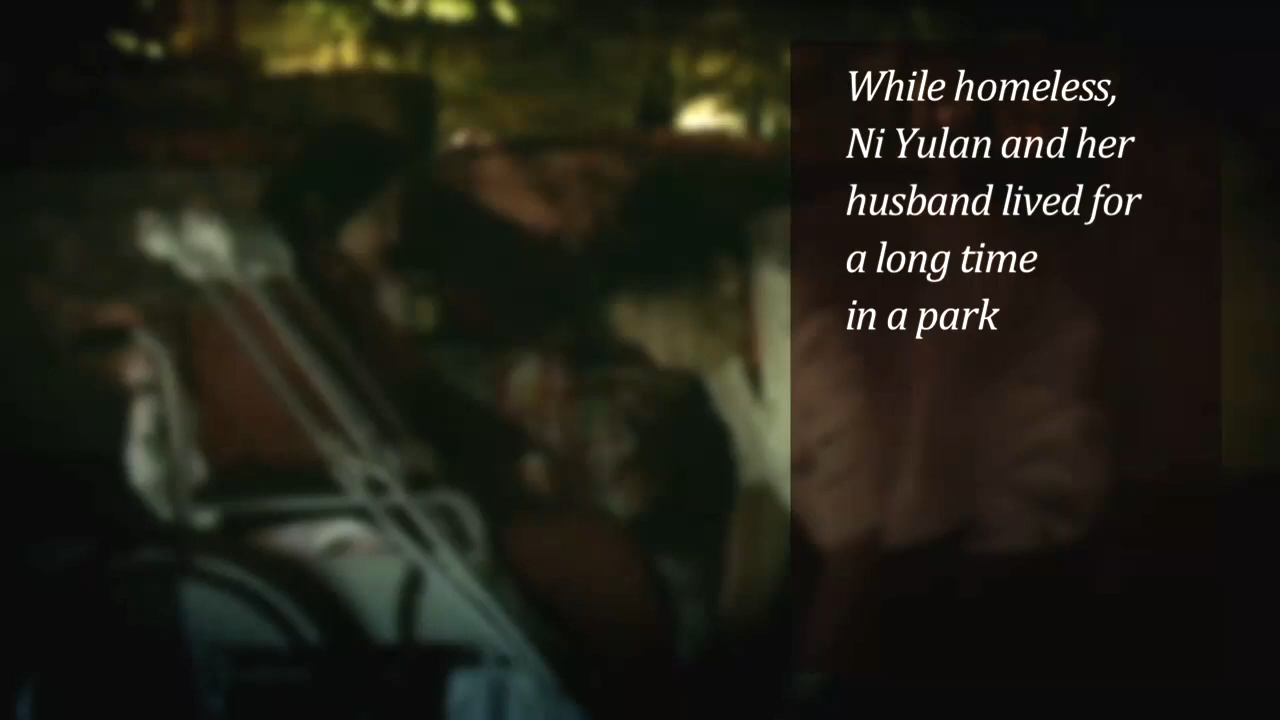 While homeless,
Ni Yulan and her
husband lived for
a long time
in a park